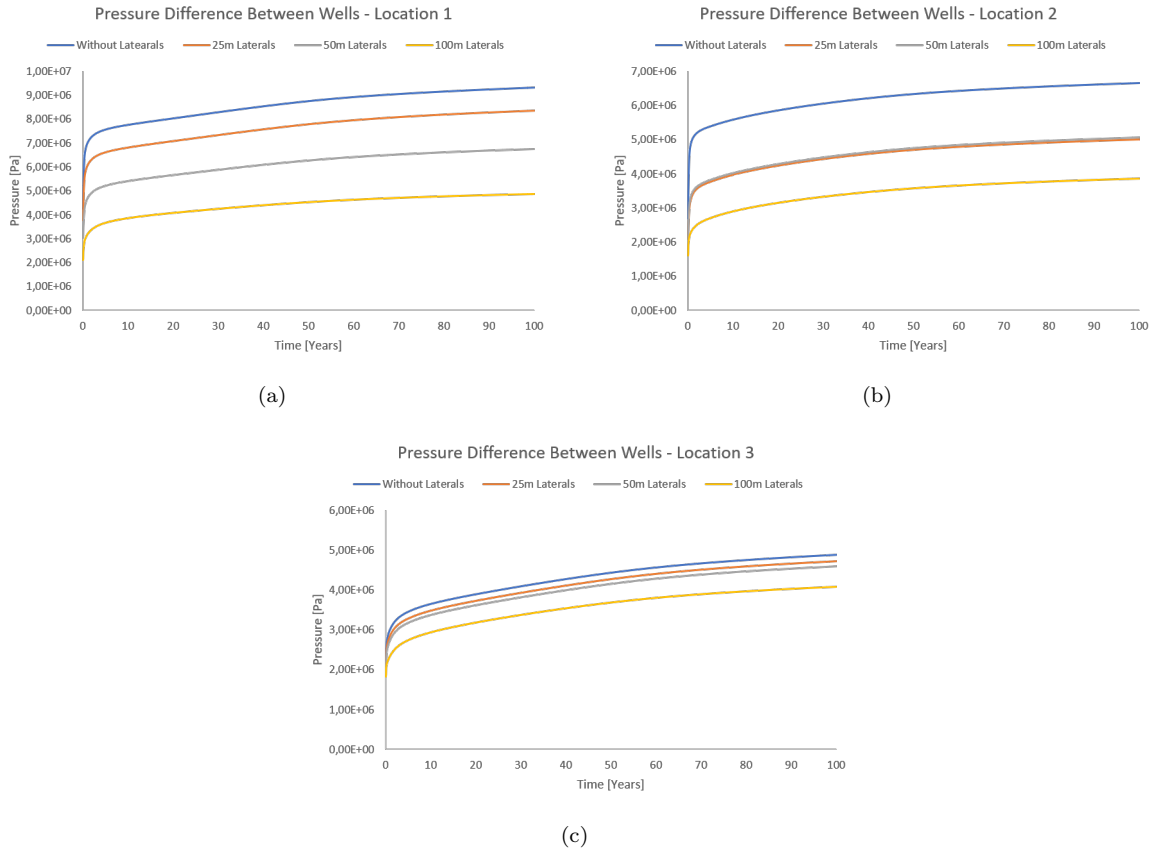 Pressure Difference Between Wells - Location 1
Without Latearals 25m Laterals 50m Laterals 100m Laterals
1,00E+07
9,00E+06
8,00E+06
7,00E+06
6,00E+06
5,00E+06
4,00E+06
3,00E+06
2,00E+06
1,00E+06
0,00E+00
Pressure [Pa]
0 10 20 30 40 50 60 70 80 90 100
Time [Years]
(a)
Pressure Difference Between Wells - Location 2
Without Laterals 25m Laterals 50m Laterals 100m Laterals
7,00E+06
6,00E+06
5,00E+06
4,00E+06
3,00E+06
2,00E+06
1,00E+06
0,00E+00
Pressure [Pa]
0 10 20 30 40 50 60 70 80 90 100
Time [Years]
(b)
Pressure Difference Between Wells - Location 3
Without Laterals 25m Laterals 50m Laterals 100m Laterals
6,00E+06
5,00E+06
4,00E+06
3,00E+06
2,00E+06
1,00E+06
0,00E+00
Pressure [Pa]
0 10 20 30 40 50 60 70 80 90 100
Time [Years]
(c)